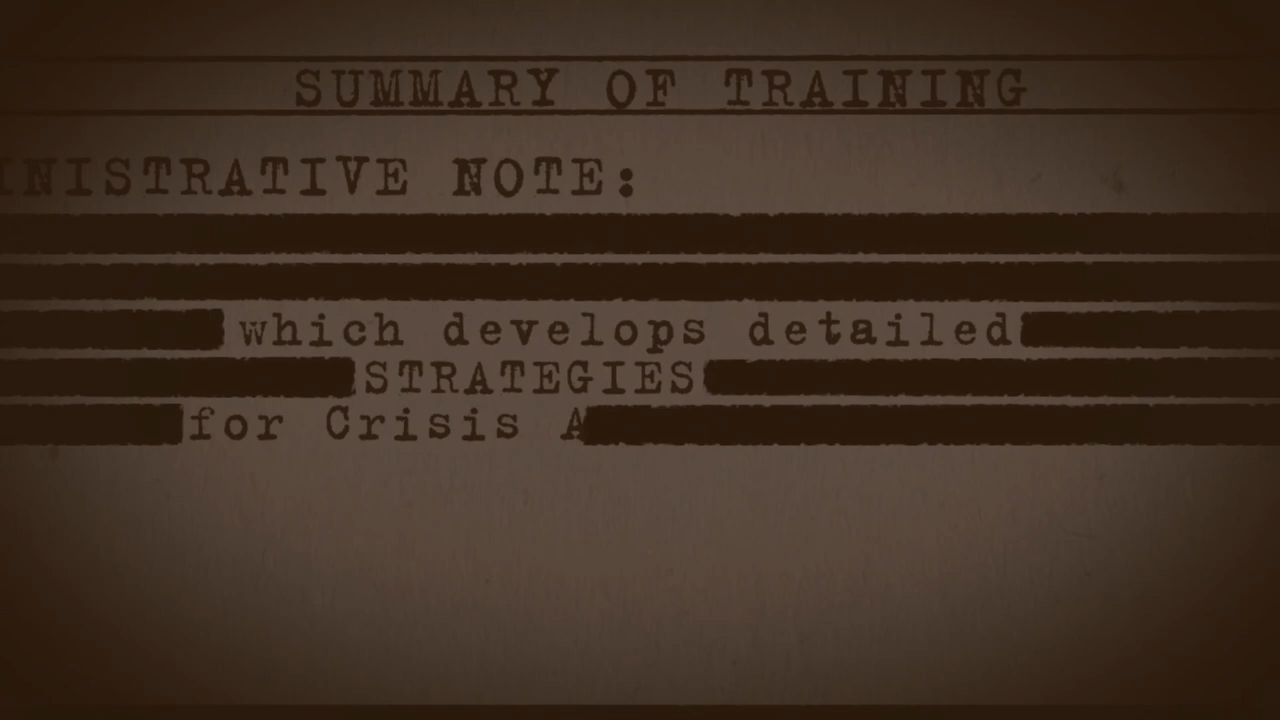 SUMMARY OF TRAINING
INISTRATIVE NOTE:
which develops detailed
STRATEGIES
for Crisis A